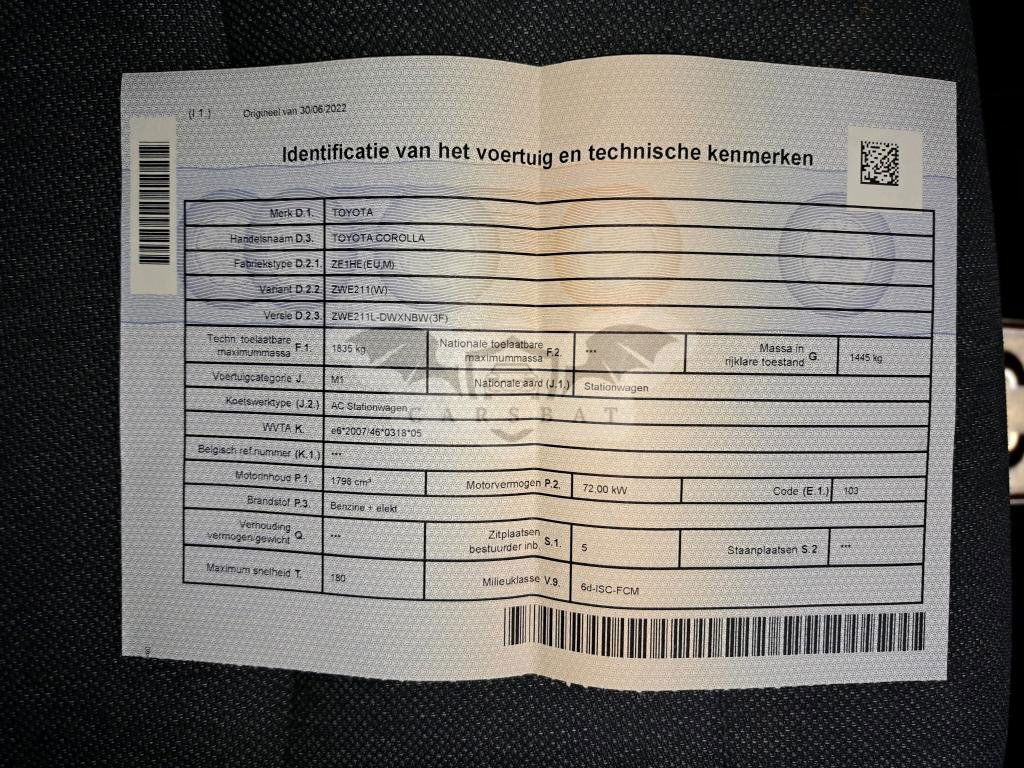 (I 1.) Origineel van 30/06/2022
Identificatie van het voertuig en technische kenmerken
Merk D.1. TOYOTA
Handelsnaam D.3. TOYOTA COROLLA
Fabriekstype D.2.1. ZE1HE(EU,M)
Variant D.2.2. ZWE211(W)
Versie D.2.3. ZWE211L-DWXNBW(3F)
Techn. toelaatbare maximummassa F.1. 1835 kg Nationale toelaatbare maximummassa F.2. *** Massa in rijklare toestand G. 1445 kg
Voertuigcategorie J. M1 Nationale aard (J.1.) Stationwagen
Koetswerktype (J.2.) AC Stationwagen
CARSBAT
WVTA K. e6*2007/46*0318*05
Belgisch ref.nummer (K.1.) ***
Motorinhoud P.1. 1798 cm³ Motorvermogen P.2. 72.00 kW Code (E.1.) 103
Brandstof P.3. Benzine + elekt
Verhouding vermogen/gewicht Q. *** Zitplaatsen bestuurder inb. S.1. 5 Staanplaatsen S.2. ***
Maximum snelheid T. 180 Milieuklasse V.9. 6d-ISC-FCM